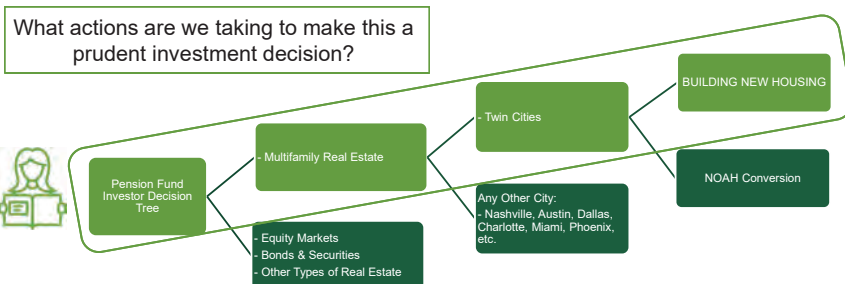 What actions are we taking to make this a
prudent investment decision?
BUILDING NEW HOUSING
- Twin Cities
- Multifamily Real Estate
Pension Fund
Investor Decision
Tree
NOAH Conversion
Any Other City:
- Nashville, Austin, Dallas,
Charlotte, Miami, Phoenix,
etc.
- Equity Markets
- Bonds & Securities
- Other Types of Real Estate